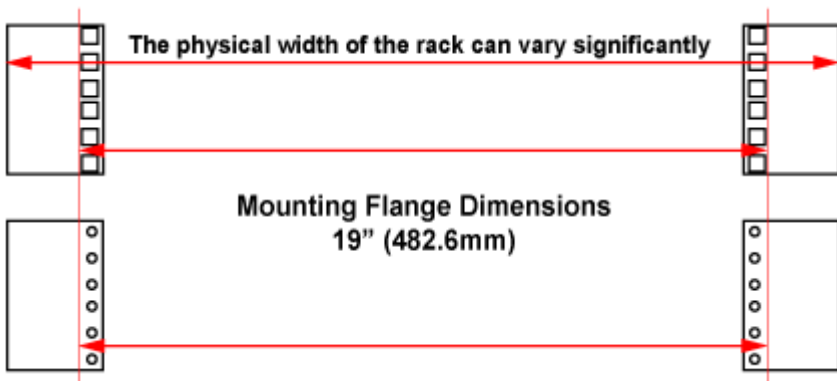 The physical width of the rack can vary significantly
Mounting Flange Dimensions
19” (482.6mm)